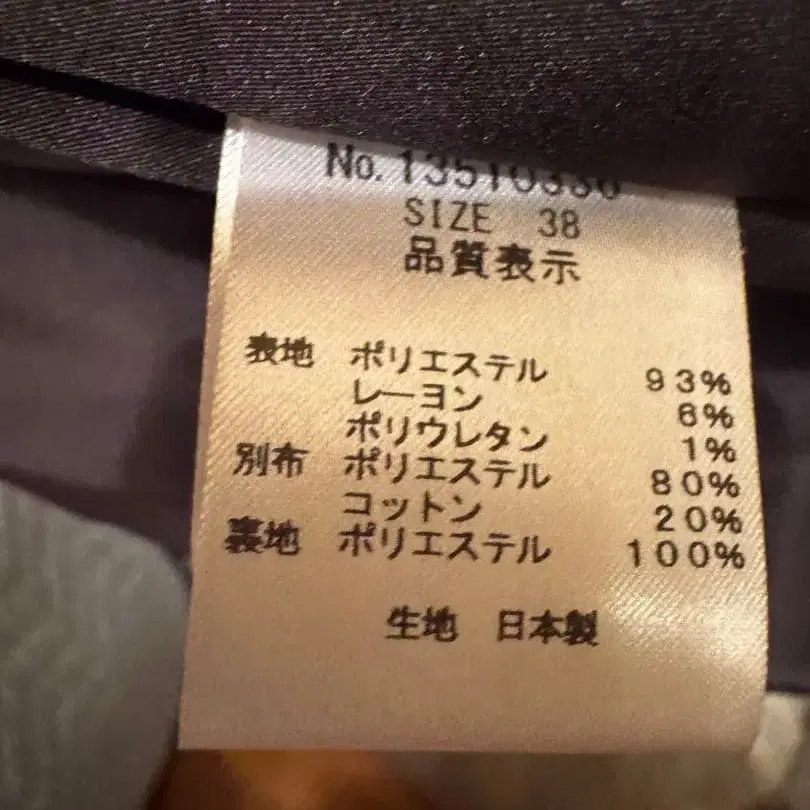 No. 13510330
SIZE 38
品質表示
表地 ポリエステル 93%
レーヨン 6%
ポリウレタン 1%
別布 ポリエステル 80%
コットン 20%
裏地 ポリエステル 100%
生地 日本製